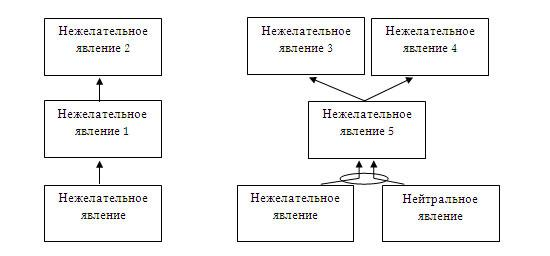 Нежелательное
явление 2
Нежелательное
явление 3
Нежелательное
явление 4
Нежелательное
явление 1
Нежелательное
явление 5
Нежелательное
явление
Нежелательное
явление
Нейтральное
явление